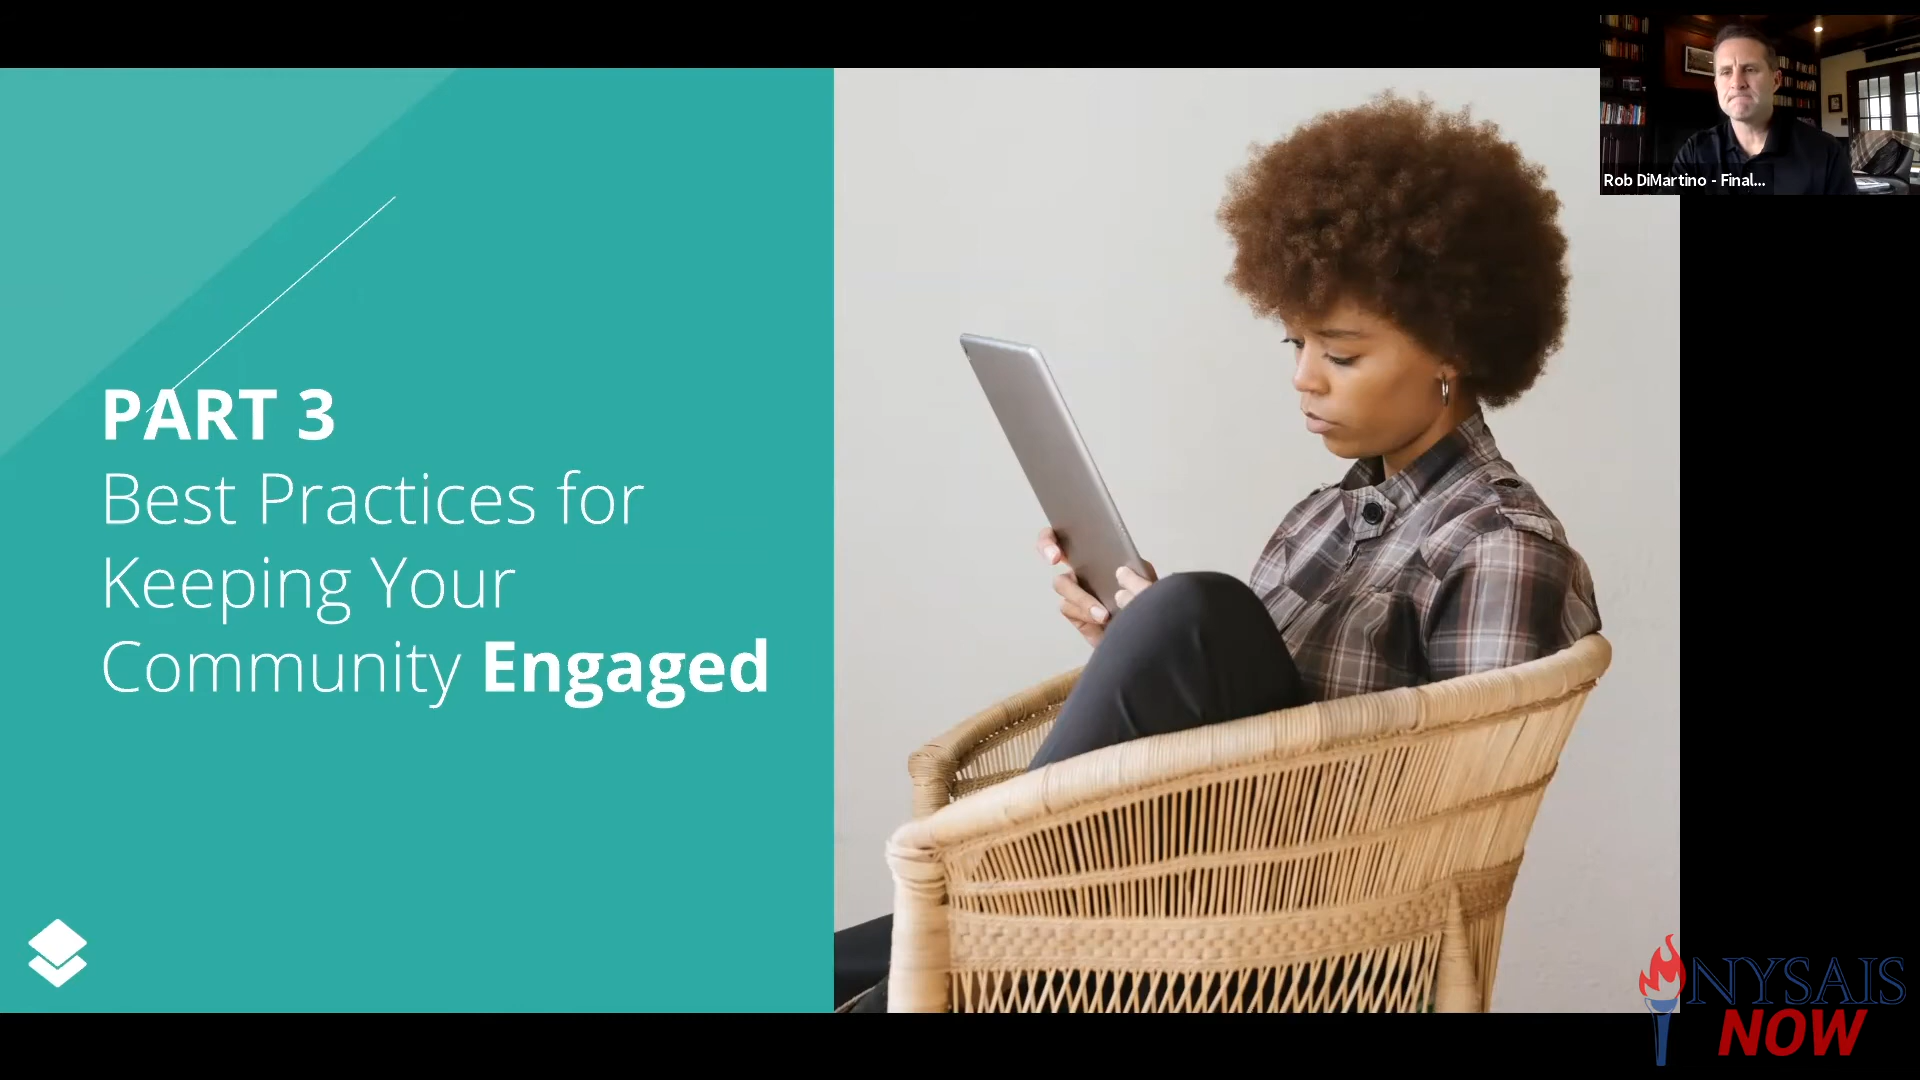 Rob DiMartino - Final...
PART 3
Best Practices for
Keeping Your
Community Engaged
NYSAIS
NOW